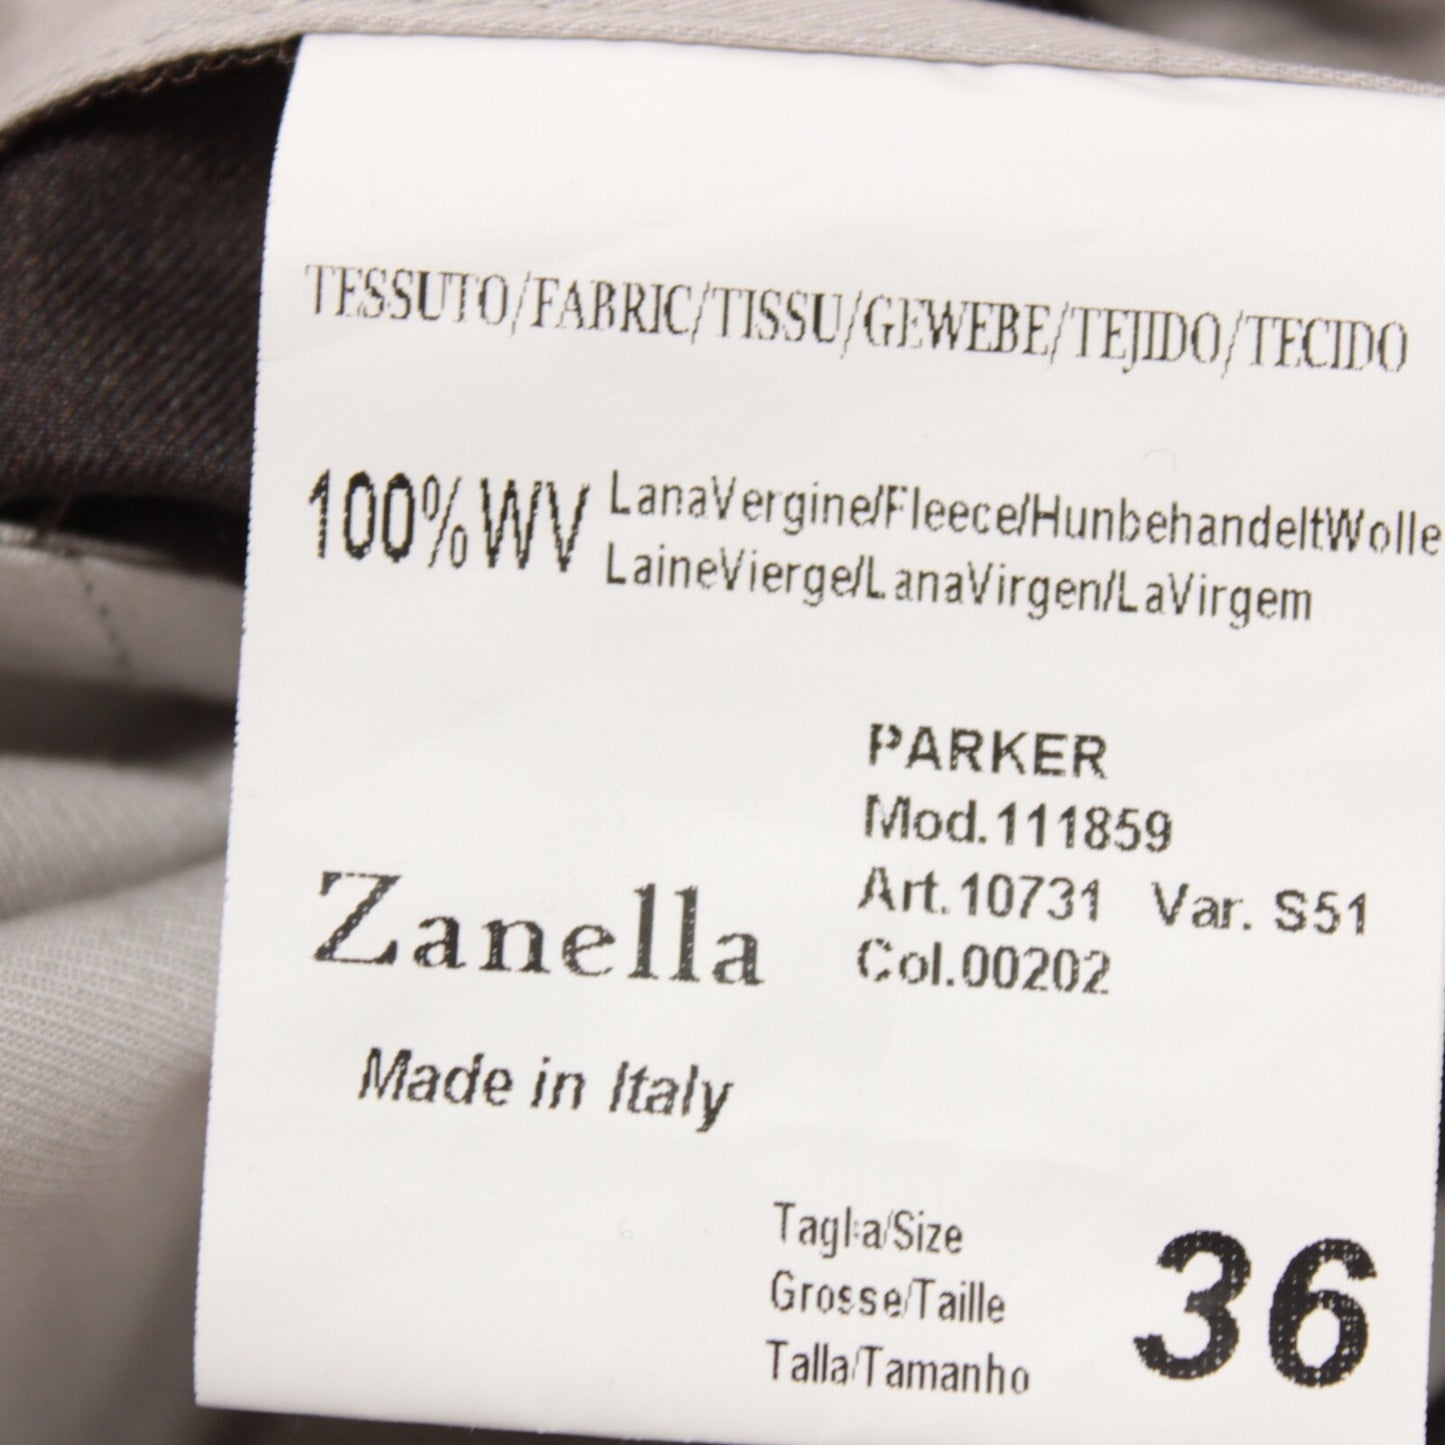 TESSUTO/FABRIC/TISSU/GEWEBE/TEJIDO/TECIDO
100%WV LanaVergine/Fleece/HunbehandeltWolle
LaineVierge/LanaVirgen/LaVirgem
PARKER
Mod.111859
Art.10731 Var. S51
Col.00202
Zanella
Made in Italy
Taglia/Size
Grosse/Taille
Talla/Tamanho
36